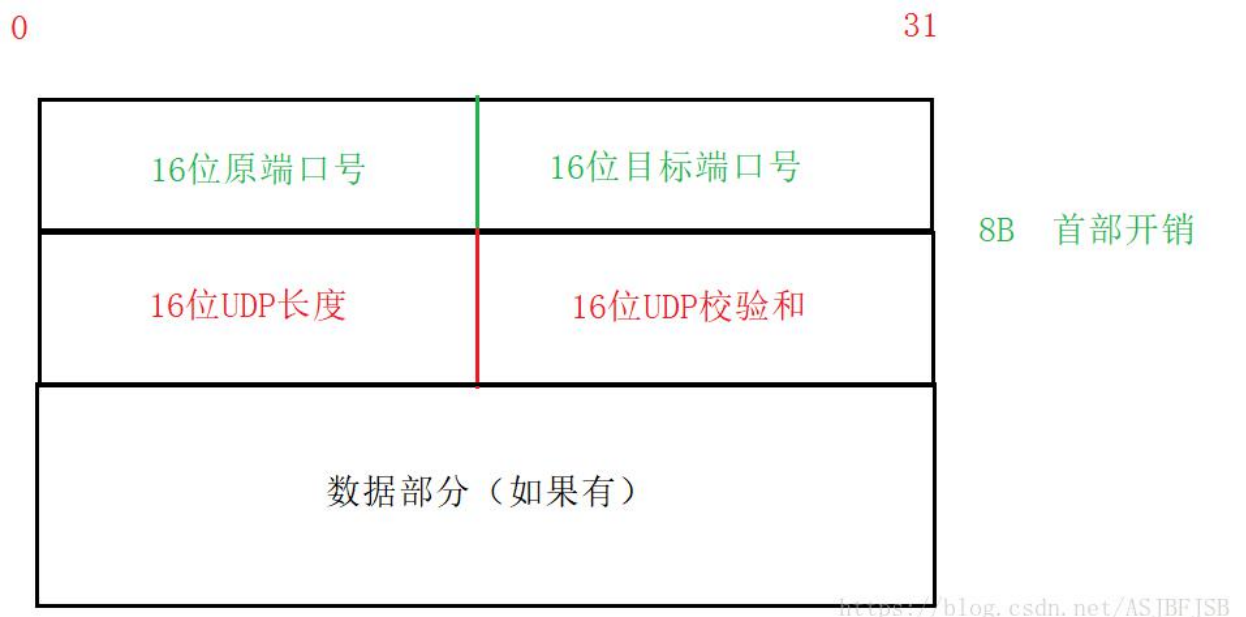 0 31
16位原端口号 16位目标端口号
8B 首部开销
16位UDP长度 16位UDP校验和
数据部分（如果有）
https://blog.csdn.net/ASJBFJSB